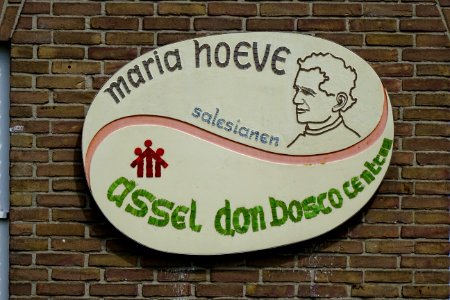 maria hoeve
salesianen
assel don bosco centrum